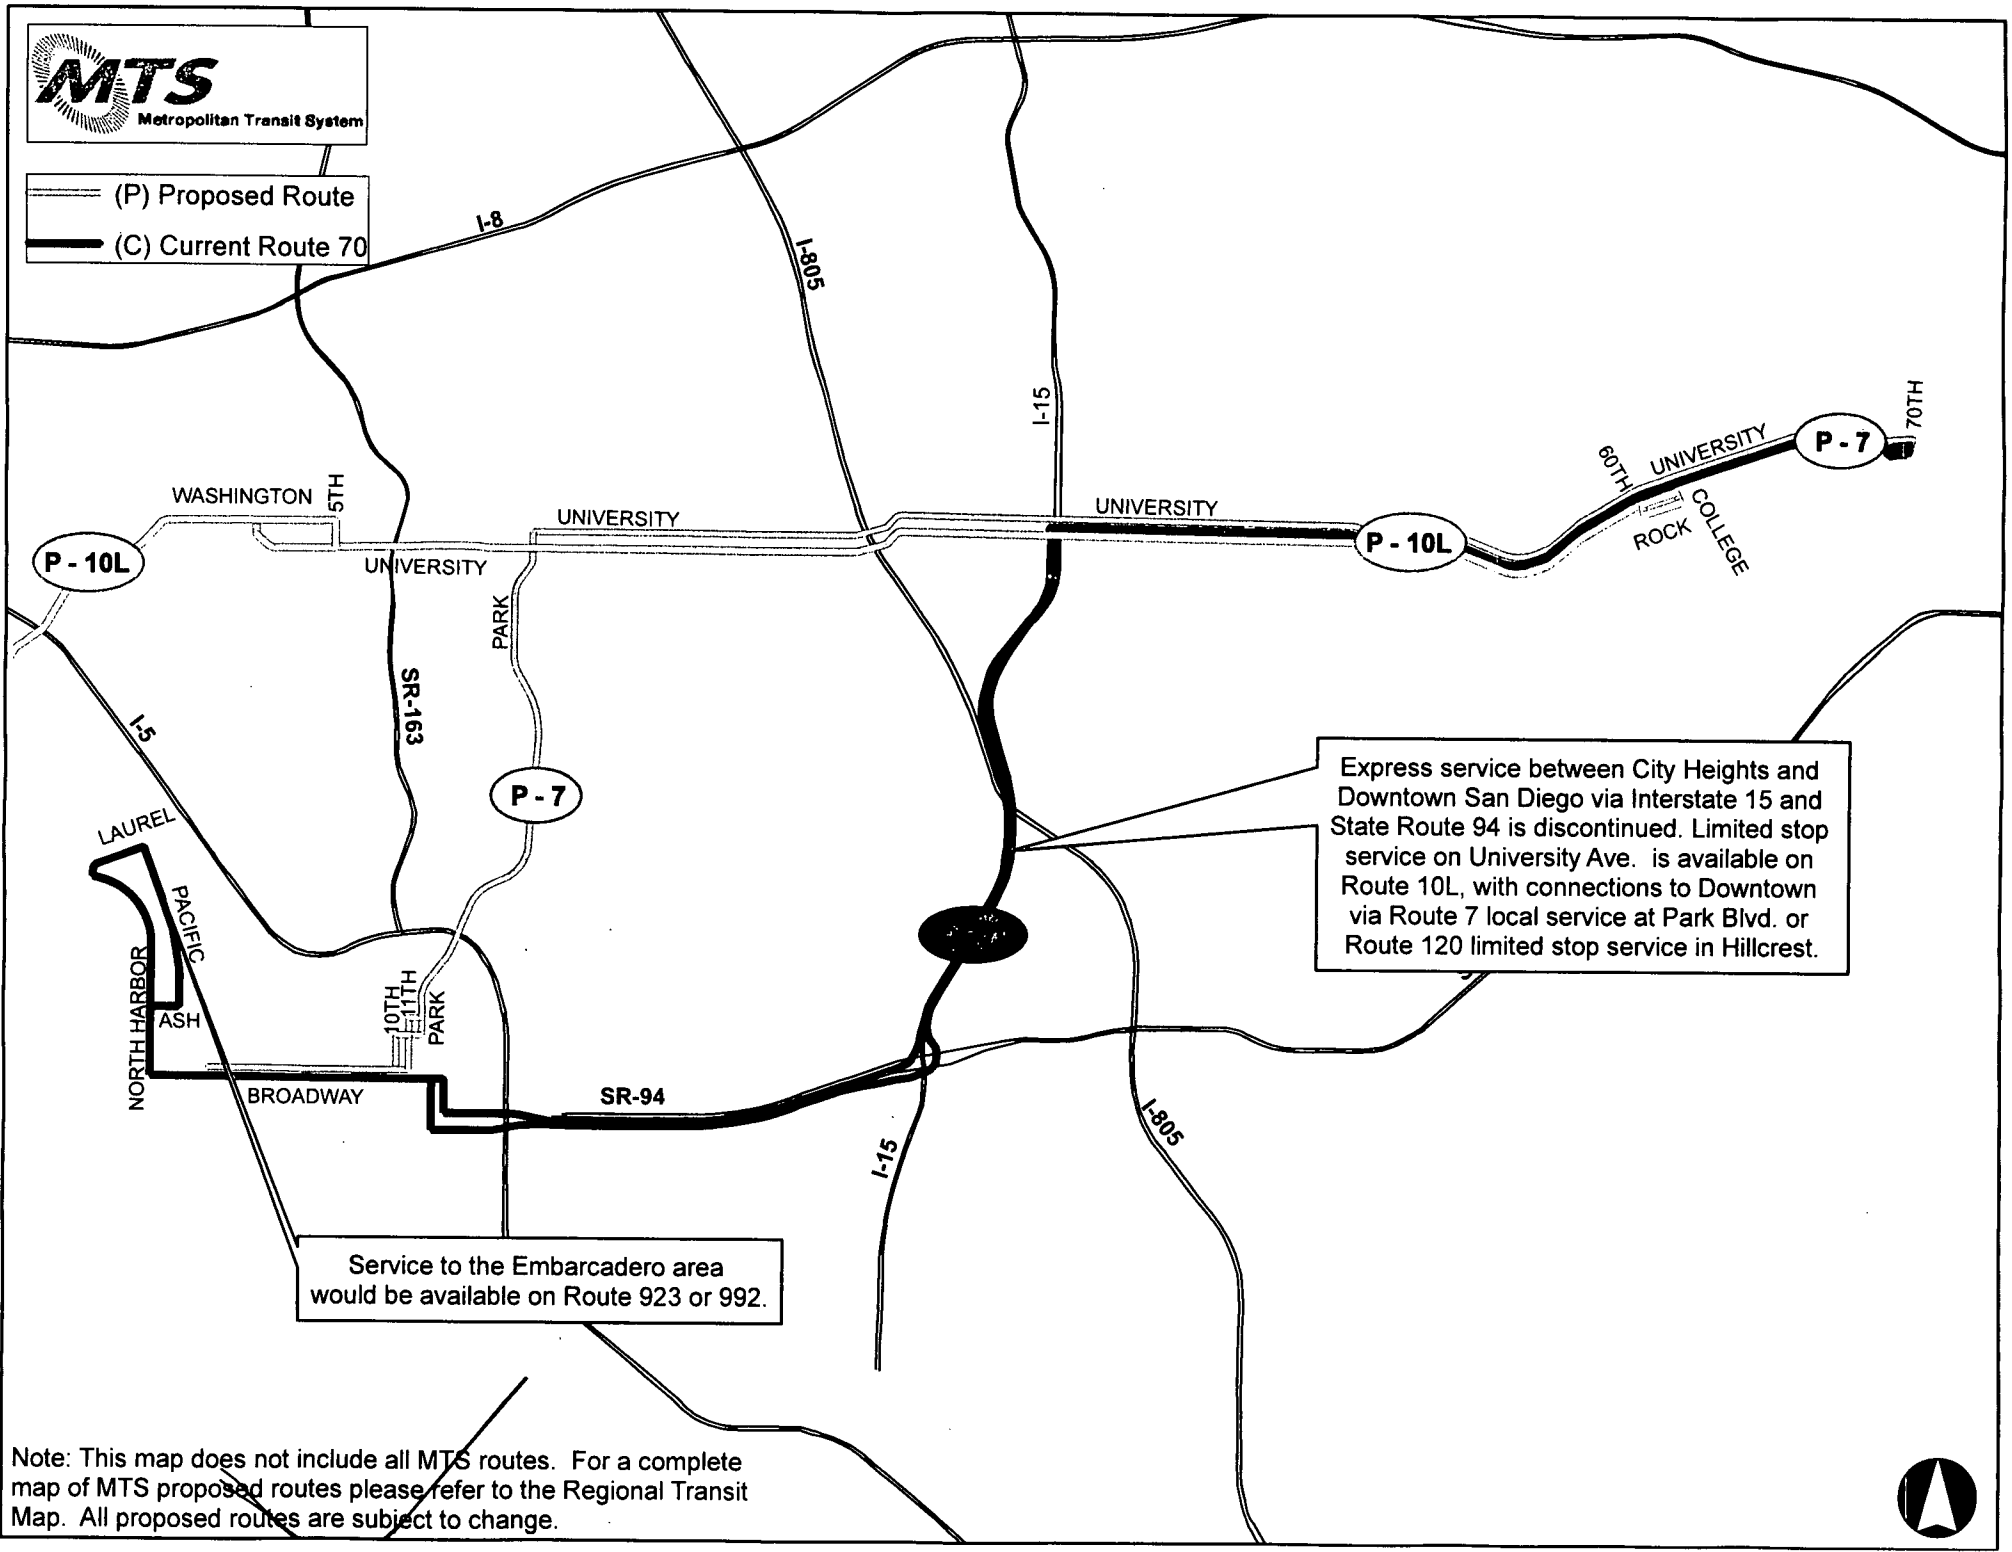 MTS
Metropolitan Transit System
(P) Proposed Route
(C) Current Route 70
I-8
I-805
I-15
70TH
P - 7
UNIVERSITY
60TH
COLLEGE
ROCK
WASHINGTON
5TH
UNIVERSITY
UNIVERSITY
P - 10L
P - 10L
UNIVERSITY
PARK
SR-163
I-5
P - 7
Express service between City Heights and
Downtown San Diego via Interstate 15 and
State Route 94 is discontinued. Limited stop
service on University Ave. is available on
Route 10L, with connections to Downtown
via Route 7 local service at Park Blvd. or
Route 120 limited stop service in Hillcrest.
LAUREL
PACIFIC
NORTH HARBOR
ASH
10TH
11TH
PARK
BROADWAY
SR-94
I-15
I-805
Service to the Embarcadero area
would be available on Route 923 or 992.
Note: This map does not include all MTS routes. For a complete
map of MTS proposed routes please refer to the Regional Transit
Map. All proposed routes are subject to change.